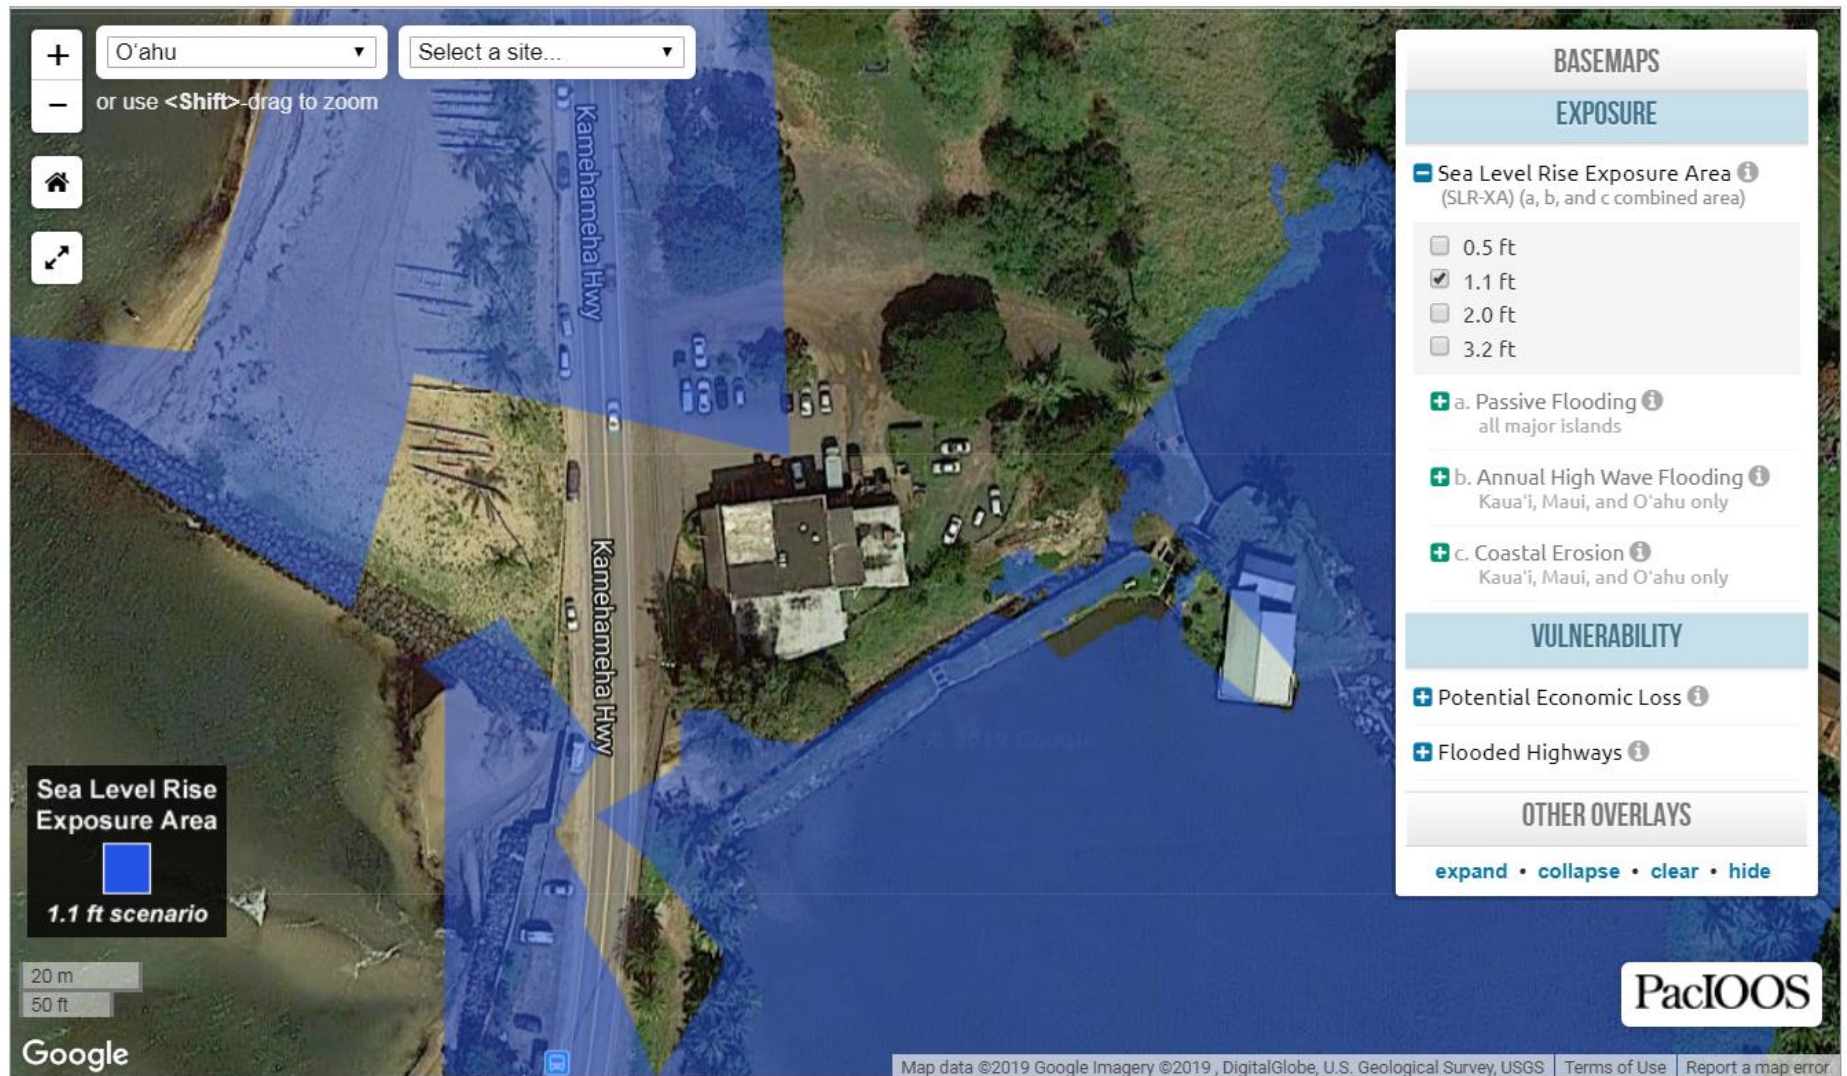 +
−
Oʻahu
Select a site...
or use <Shift>-drag to zoom
Kamehameha Hwy
Kamehameha Hwy
BASEMAPS
EXPOSURE
Sea Level Rise Exposure Area
(SLR-XA) (a, b, and c combined area)
0.5 ft
1.1 ft
2.0 ft
3.2 ft
a. Passive Flooding
all major islands
b. Annual High Wave Flooding
Kauaʻi, Maui, and Oʻahu only
c. Coastal Erosion
Kauaʻi, Maui, and Oʻahu only
VULNERABILITY
Potential Economic Loss
Flooded Highways
OTHER OVERLAYS
expand • collapse • clear • hide
Sea Level Rise
Exposure Area
1.1 ft scenario
20 m
50 ft
Google
PacIOOS
Map data ©2019 Google Imagery ©2019 , DigitalGlobe, U.S. Geological Survey, USGS
Terms of Use
Report a map error